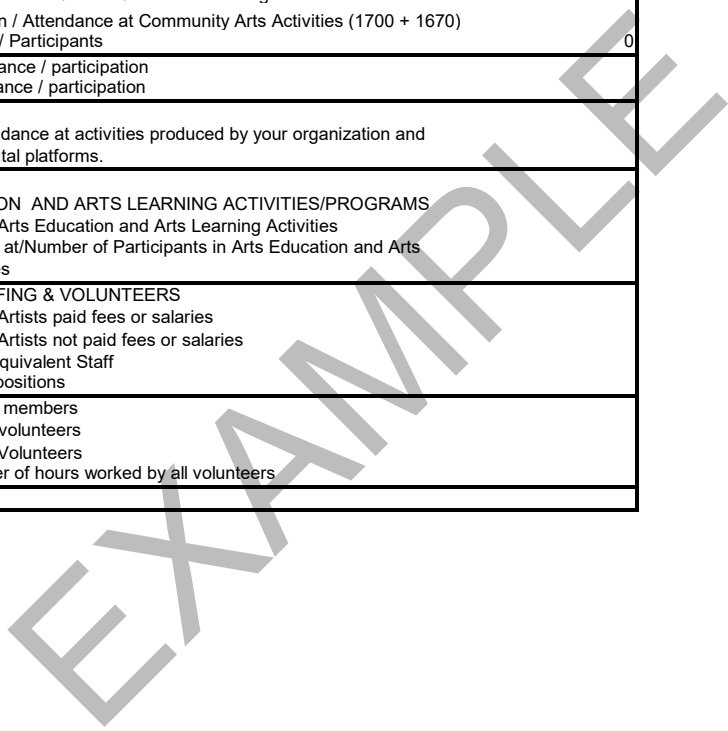 n / Attendance at Community Arts Activities (1700 + 1670)
/ Participants 0
ance / participation
ance / participation
dance at activities produced by your organization and
tal platforms.
ON AND ARTS LEARNING ACTIVITIES/PROGRAMS
Arts Education and Arts Learning Activities
at/Number of Participants in Arts Education and Arts
s
FING & VOLUNTEERS
Artists paid fees or salaries
Artists not paid fees or salaries
quivalent Staff
positions
members
volunteers
Volunteers
er of hours worked by all volunteers
EXAMPLE